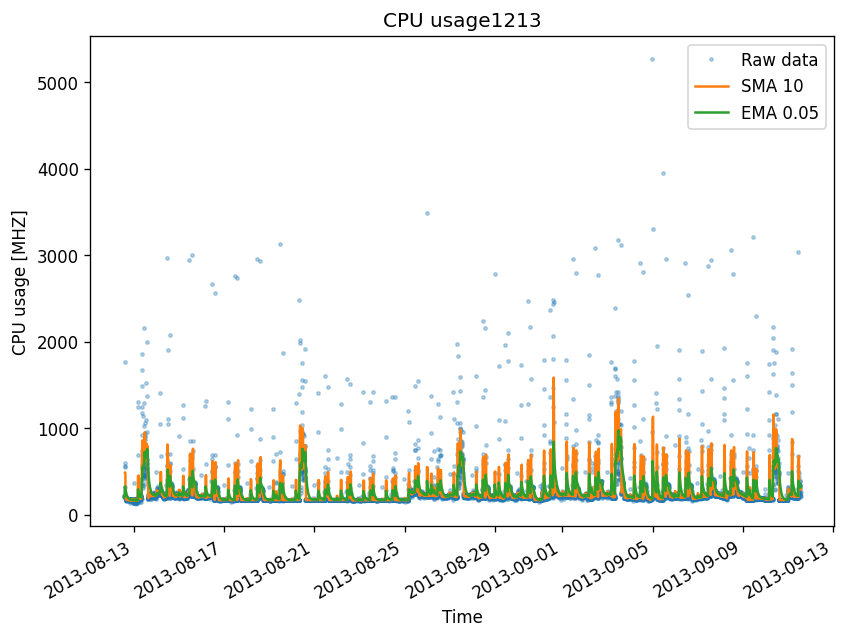 CPU usage1213
Raw data
SMA 10
EMA 0.05
CPU usage [MHZ]
5000
4000
3000
2000
1000
0
2013-08-13
2013-08-17
2013-08-21
2013-08-25
2013-08-29
2013-09-01
2013-09-05
2013-09-09
2013-09-13
Time